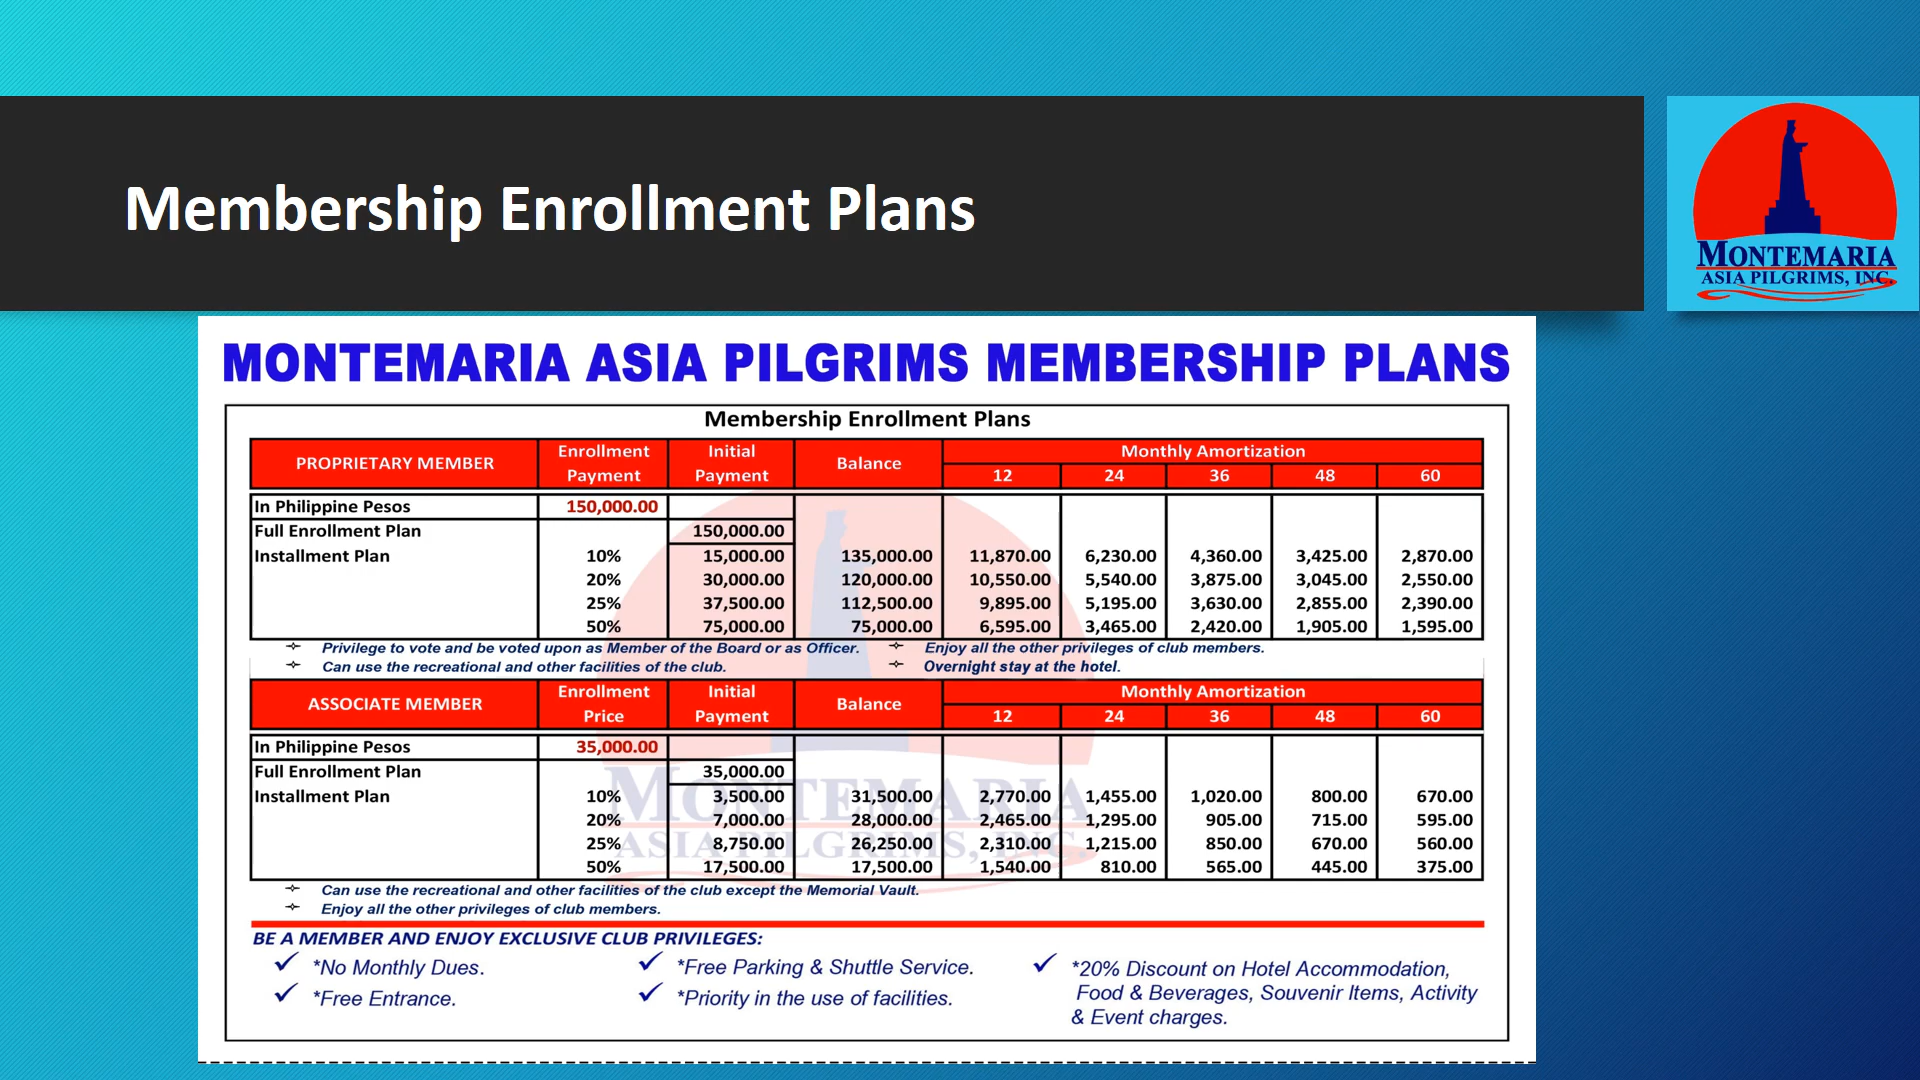 Membership Enrollment Plans
MONTEMARIA
ASIA PILGRIMS, INC.
MONTEMARIA ASIA PILGRIMS MEMBERSHIP PLANS
Membership Enrollment Plans
PROPRIETARY MEMBER Enrollment Payment Initial Payment Balance Monthly Amortization
12 24 36 48 60
In Philippine Pesos 150,000.00
Full Enrollment Plan 150,000.00
Installment Plan 10% 15,000.00 135,000.00 11,870.00 6,230.00 4,360.00 3,425.00 2,870.00
20% 30,000.00 120,000.00 10,550.00 5,540.00 3,875.00 3,045.00 2,550.00
25% 37,500.00 112,500.00 9,895.00 5,195.00 3,630.00 2,855.00 2,390.00
50% 75,000.00 75,000.00 6,595.00 3,465.00 2,420.00 1,905.00 1,595.00
Privilege to vote and be voted upon as Member of the Board or as Officer. Enjoy all the other privileges of club members.
Can use the recreational and other facilities of the club. Overnight stay at the hotel.
ASSOCIATE MEMBER Enrollment Price Initial Payment Balance Monthly Amortization
12 24 36 48 60
In Philippine Pesos 35,000.00
Full Enrollment Plan 35,000.00
Installment Plan 10% 3,500.00 31,500.00 2,770.00 1,455.00 1,020.00 800.00 670.00
20% 7,000.00 28,000.00 2,465.00 1,295.00 905.00 715.00 595.00
25% 8,750.00 26,250.00 2,310.00 1,215.00 850.00 670.00 560.00
50% 17,500.00 17,500.00 1,540.00 810.00 565.00 445.00 375.00
MONTEMARIA
ASIA PILGRIMS, INC.
Can use the recreational and other facilities of the club except the Memorial Vault.
Enjoy all the other privileges of club members.
BE A MEMBER AND ENJOY EXCLUSIVE CLUB PRIVILEGES:
*No Monthly Dues.
*Free Entrance.
*Free Parking & Shuttle Service.
*Priority in the use of facilities.
*20% Discount on Hotel Accommodation,
Food & Beverages, Souvenir Items, Activity
& Event charges.